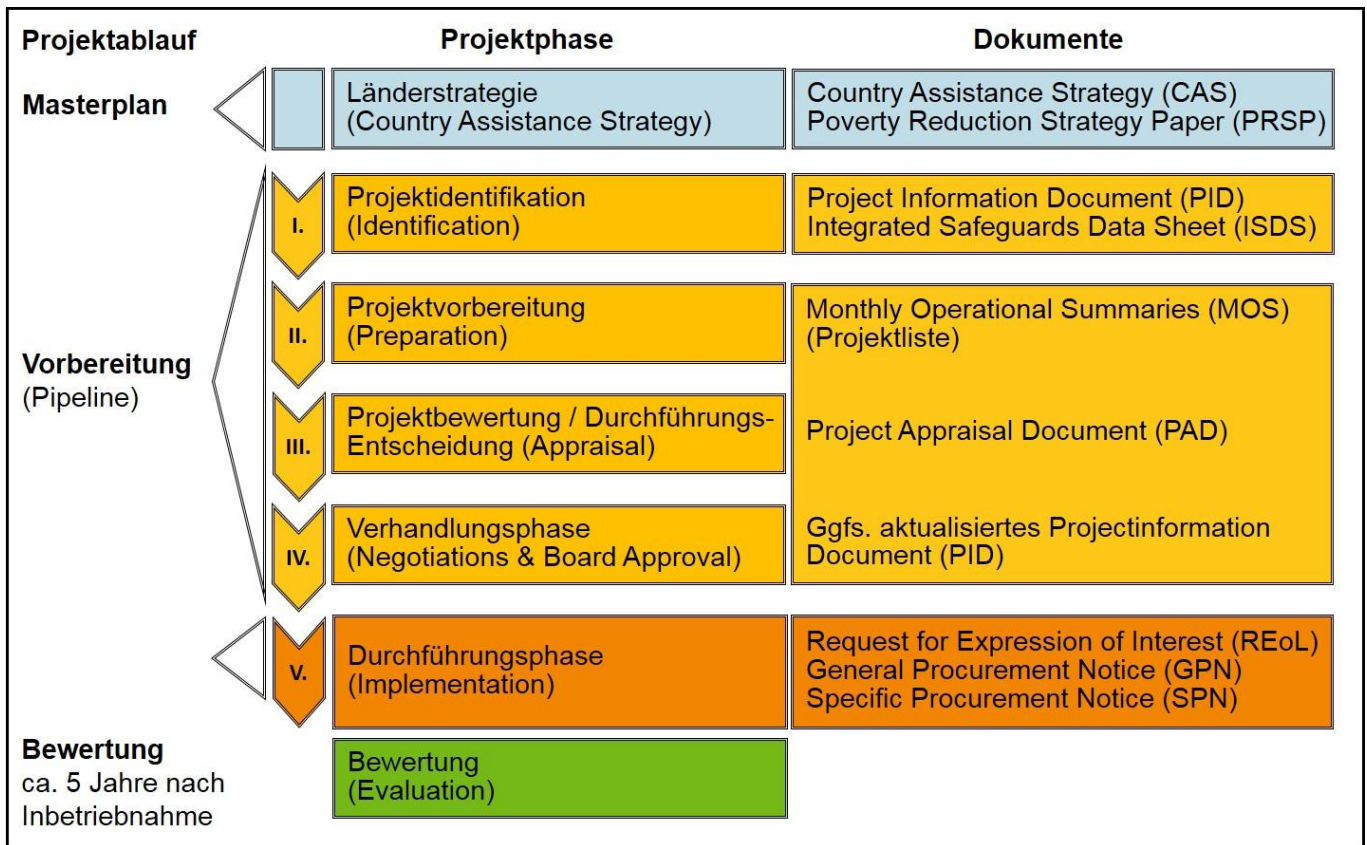 Projektablauf
Projektphase
Dokumente
Masterplan
Länderstrategie
(Country Assistance Strategy)
Country Assistance Strategy (CAS)
Poverty Reduction Strategy Paper (PRSP)
Vorbereitung
(Pipeline)
I.
Projektidentifikation
(Identification)
Project Information Document (PID)
Integrated Safeguards Data Sheet (ISDS)
II.
Projektvorbereitung
(Preparation)
Monthly Operational Summaries (MOS)
(Projektliste)
III.
Projektbewertung / Durchführungs-
Entscheidung (Appraisal)
Project Appraisal Document (PAD)
IV.
Verhandlungsphase
(Negotiations & Board Approval)
Ggfs. aktualisiertes Projectinformation
Document (PID)
V.
Durchführungsphase
(Implementation)
Request for Expression of Interest (REoL)
General Procurement Notice (GPN)
Specific Procurement Notice (SPN)
Bewertung
ca. 5 Jahre nach
Inbetriebnahme
Bewertung
(Evaluation)